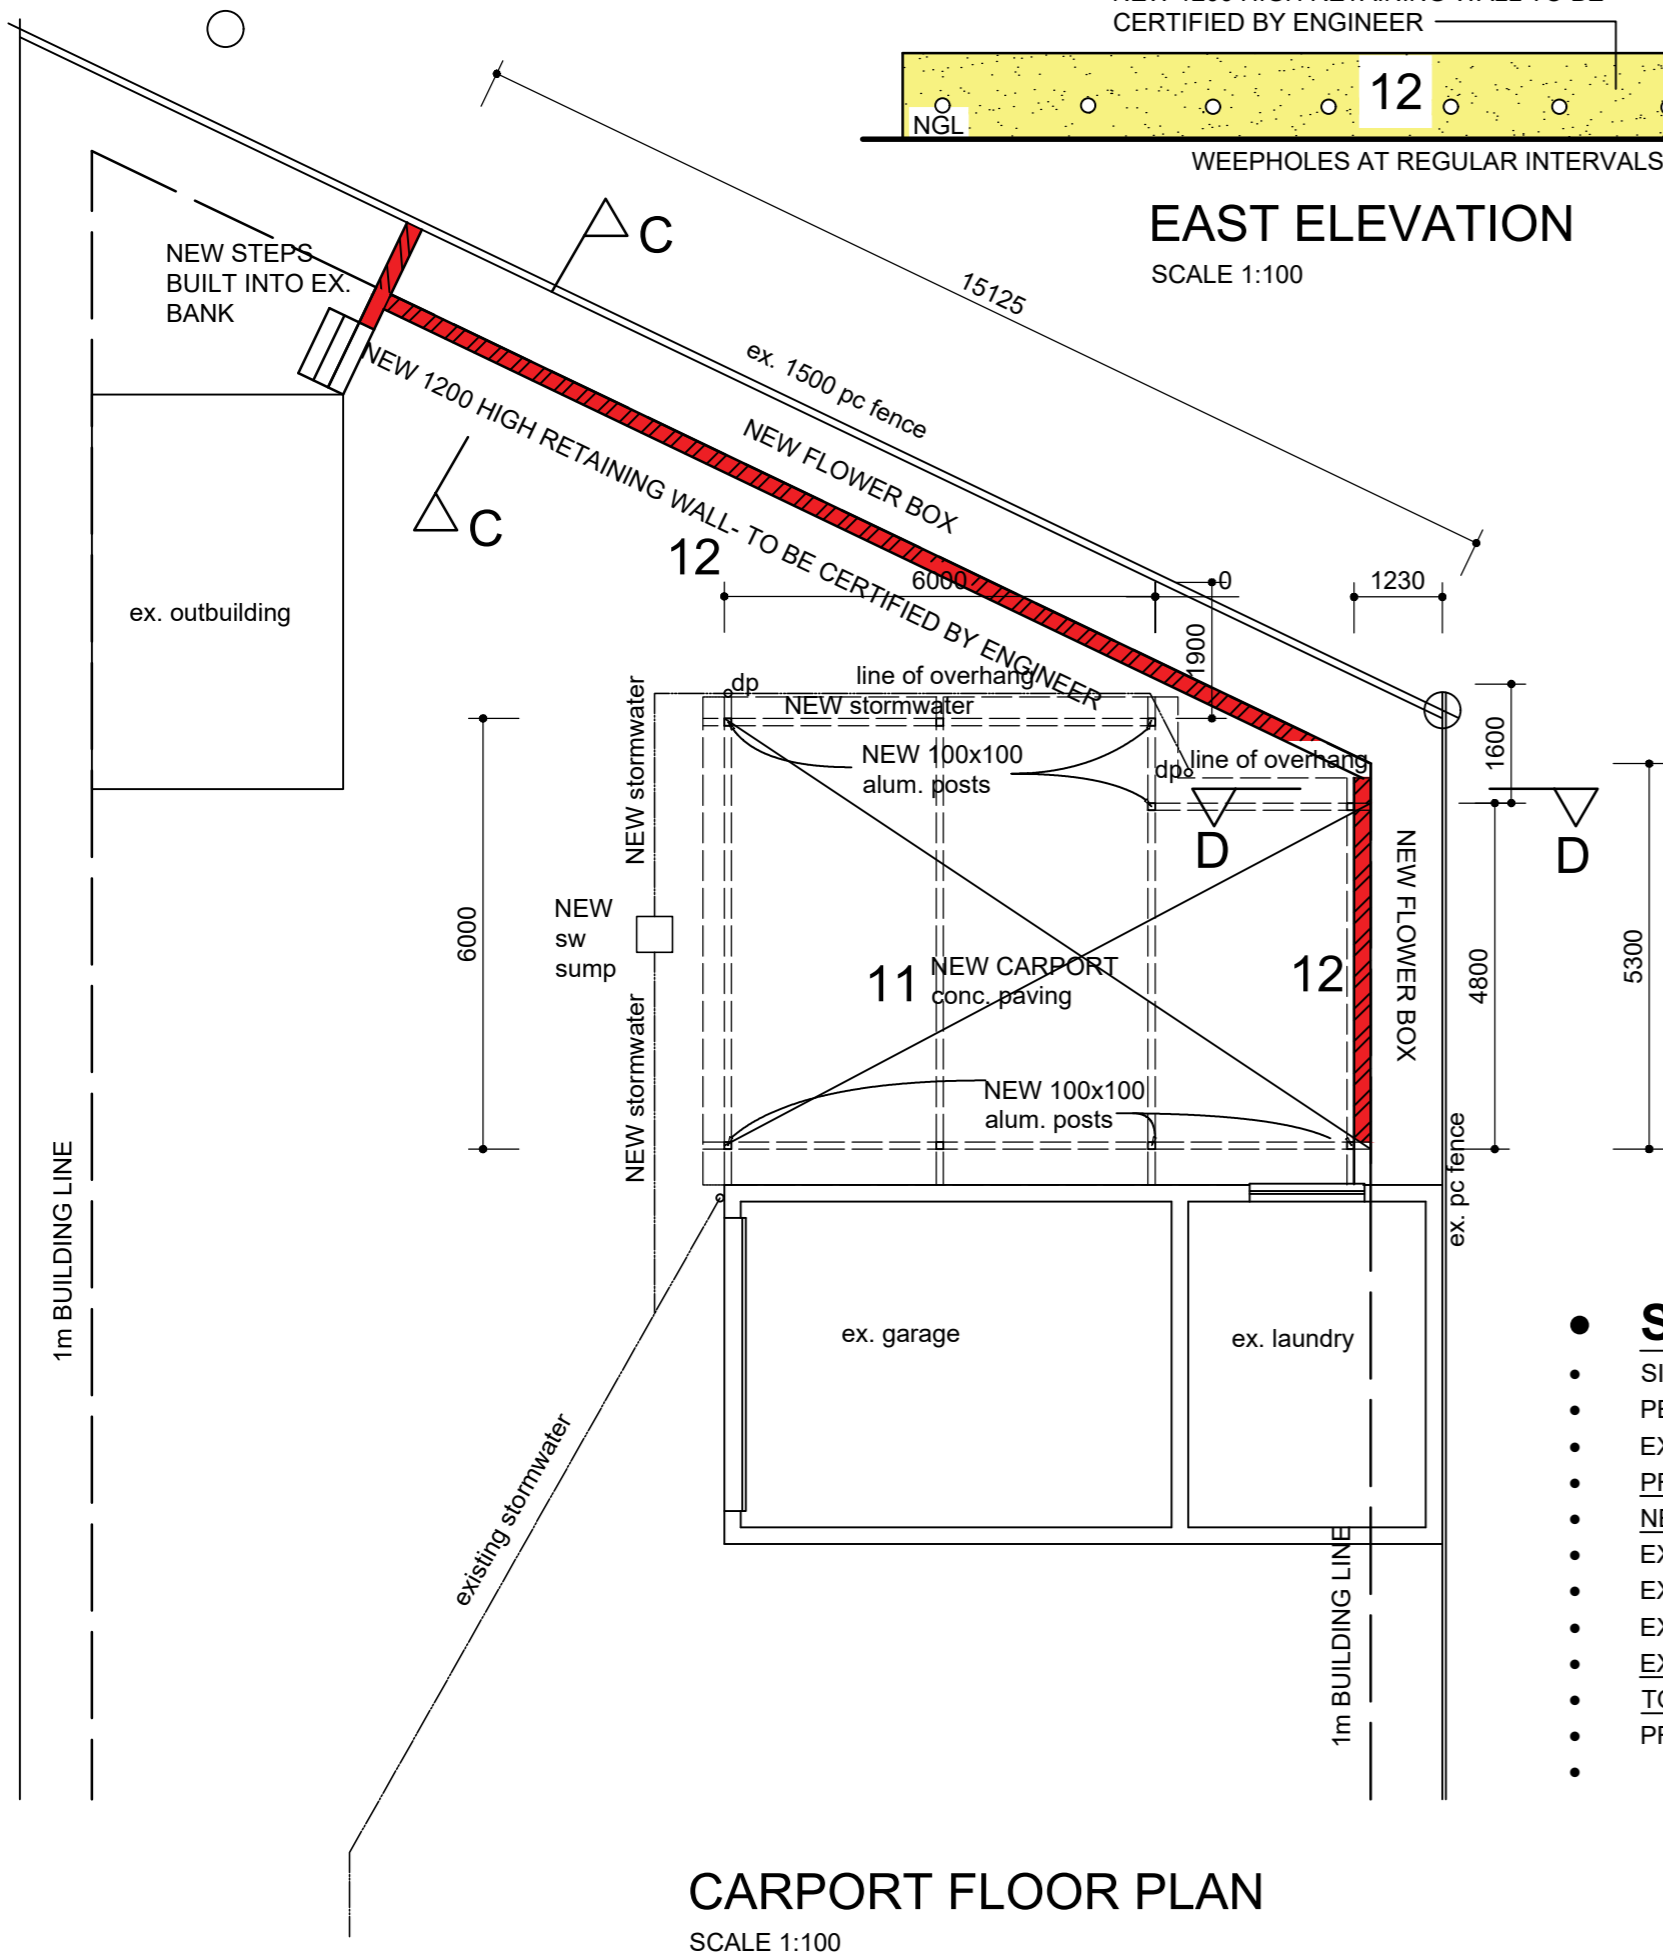 CERTIFIED BY ENGINEER
12
NGL
WEEPHOLES AT REGULAR INTERVALS
EAST ELEVATION
SCALE 1:100
C
NEW STEPS
BUILT INTO EX.
BANK
15125
ex. 1500 pc fence
NEW FLOWER BOX
NEW 1200 HIGH RETAINING WALL- TO BE CERTIFIED BY ENGINEER
C
12
ex. outbuilding
6000
0
1230
1900
1600
dp
line of overhang
NEW stormwater
NEW stormwater
NEW 100x100
alum. posts
dp
line of overhang
D
D
6000
NEW
sw
sump
NEW stormwater
11
NEW CARPORT
conc. paving
12
NEW FLOWER BOX
4800
5300
NEW 100x100
alum. posts
ex. pc fence
1m BUILDING LINE
ex. garage
ex. laundry
existing stormwater
1m BUILDING LINE
CARPORT FLOOR PLAN
SCALE 1:100